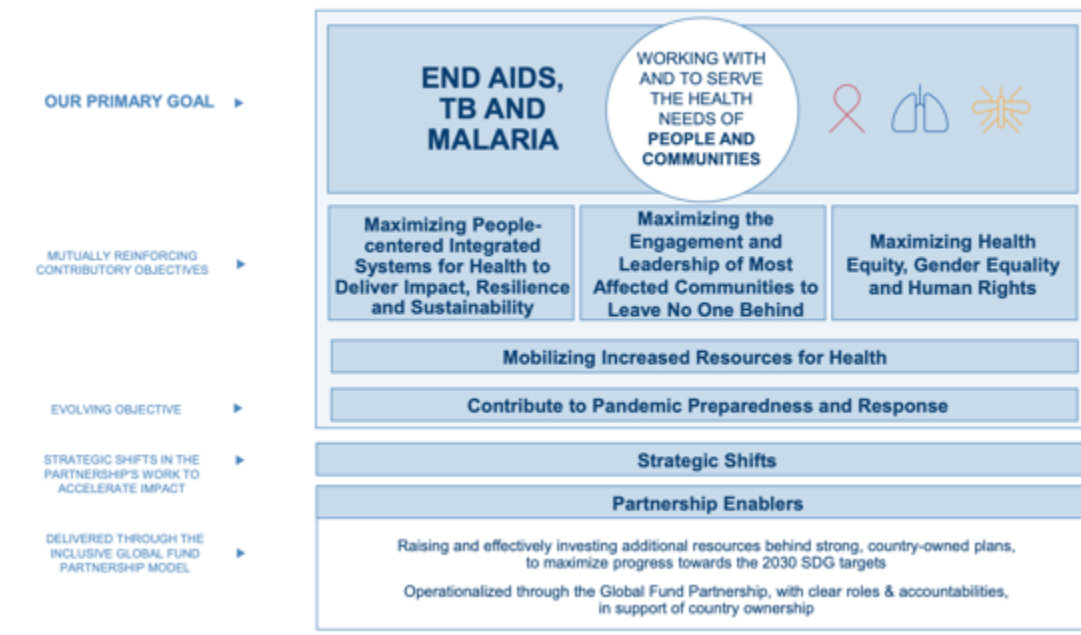 OUR PRIMARY GOAL
END AIDS,
TB AND
MALARIA
WORKING WITH
AND TO SERVE
THE HEALTH
NEEDS OF
PEOPLE AND
COMMUNITIES
MUTUALLY REINFORCING
CONTRIBUTORY OBJECTIVES
Maximizing People-
centered Integrated
Systems for Health to
Deliver Impact, Resilience
and Sustainability
Maximizing the
Engagement and
Leadership of Most
Affected Communities to
Leave No One Behind
Maximizing Health
Equity, Gender Equality
and Human Rights
Mobilizing Increased Resources for Health
EVOLVING OBJECTIVE
Contribute to Pandemic Preparedness and Response
STRATEGIC SHIFTS IN THE
PARTNERSHIP'S WORK TO
ACCELERATE IMPACT
Strategic Shifts
Partnership Enablers
DELIVERED THROUGH THE
INCLUSIVE GLOBAL FUND
PARTNERSHIP MODEL
Raising and effectively investing additional resources behind strong, country-owned plans,
to maximize progress towards the 2030 SDG targets
Operationalized through the Global Fund Partnership, with clear roles & accountabilities,
in support of country ownership